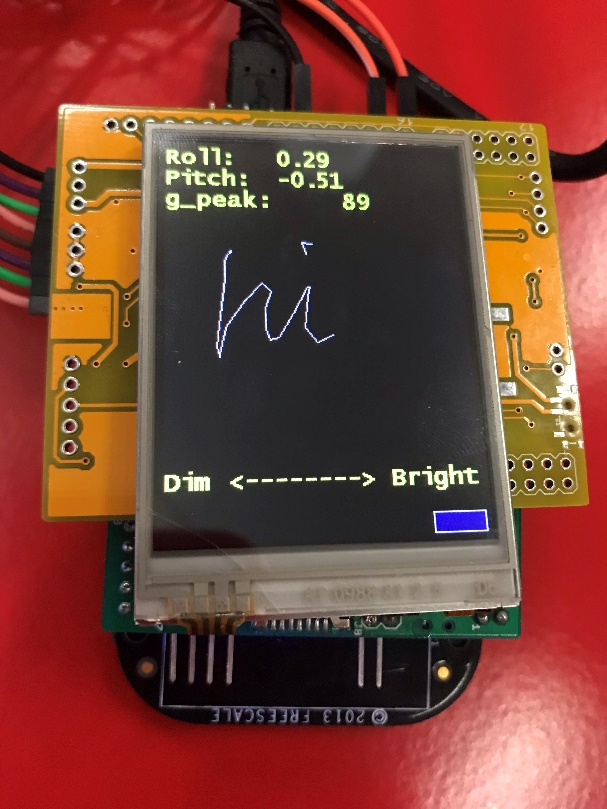 Roll: 0.29
Pitch: -0.51
g_peak: 89
hi
Dim <--------> Bright
© 2013 FREESCALE